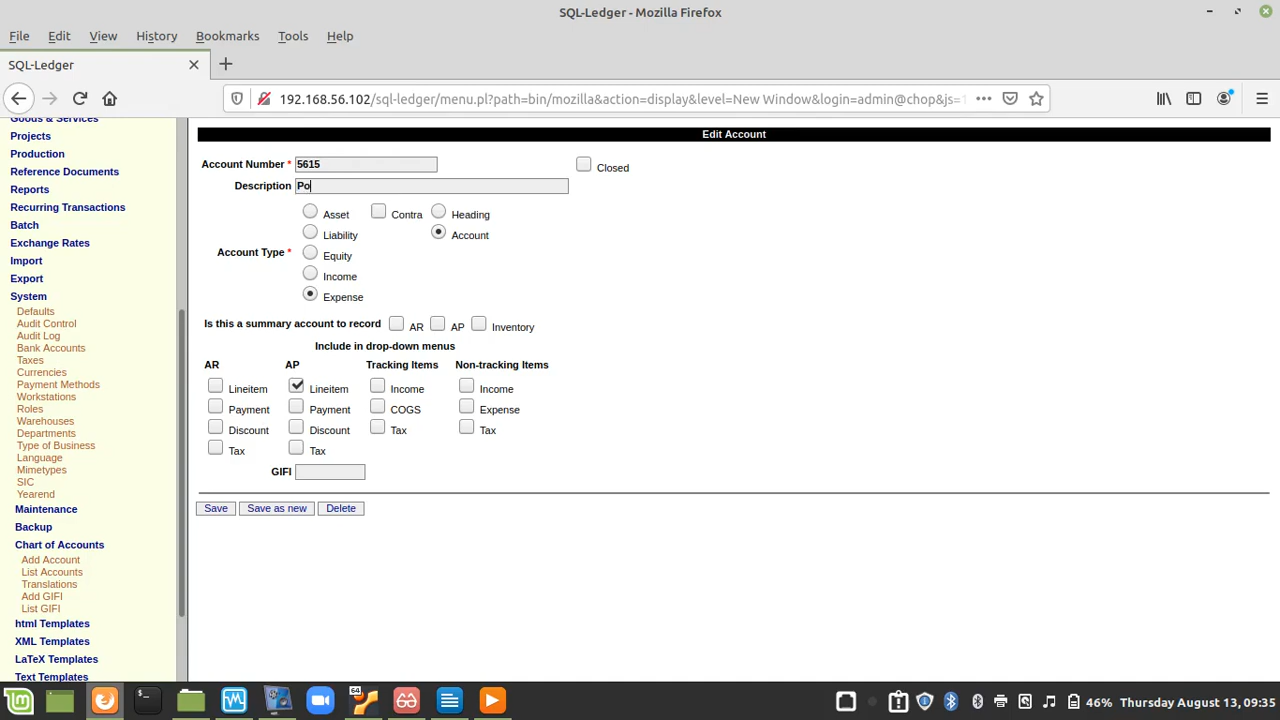 SQL-Ledger - Mozilla Firefox
File Edit View History Bookmarks Tools Help
SQL-Ledger
192.168.56.102/sql-ledger/menu.pl?path=bin/mozilla&action=display&level=New Window&login=admin@chop&js=
Goods & Services
Projects
Production
Reference Documents
Reports
Recurring Transactions
Batch
Exchange Rates
Import
Export
System
Defaults
Audit Control
Audit Log
Bank Accounts
Taxes
Currencies
Payment Methods
Workstations
Roles
Warehouses
Departments
Type of Business
Language
Mimetypes
SIC
Yearend
Maintenance
Backup
Chart of Accounts
Add Account
List Accounts
Translations
Add GIFI
List GIFI
html Templates
XML Templates
LaTeX Templates
Text Templates
Edit Account
Account Number * 5615 Closed
Description Po
Asset Contra Heading
Liability Account
Account Type * Equity
Income
Expense
Is this a summary account to record AR AP Inventory
Include in drop-down menus
AR AP Tracking Items Non-tracking Items
Lineitem Lineitem Income Income
Payment Payment COGS Expense
Discount Discount Tax Tax
Tax Tax
GIFI
Save Save as new Delete
64
46% Thursday August 13, 09:35